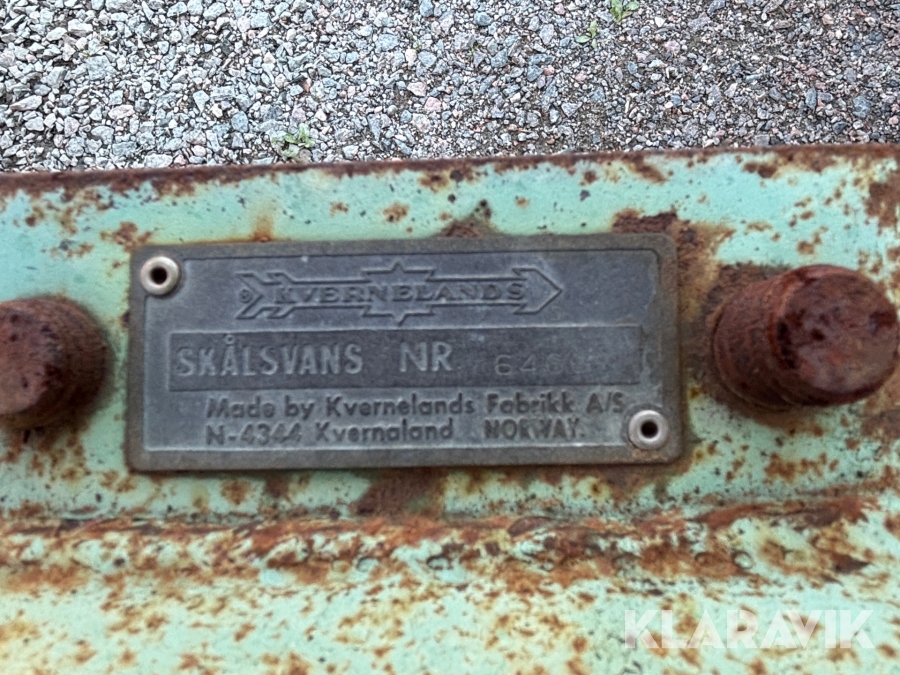 KVERNELANDS
SKÅLSVANS NR
Made by Kvernelands Fabrikk A/S
N-4344 Kvernaland NORWAY
KLARAVIK